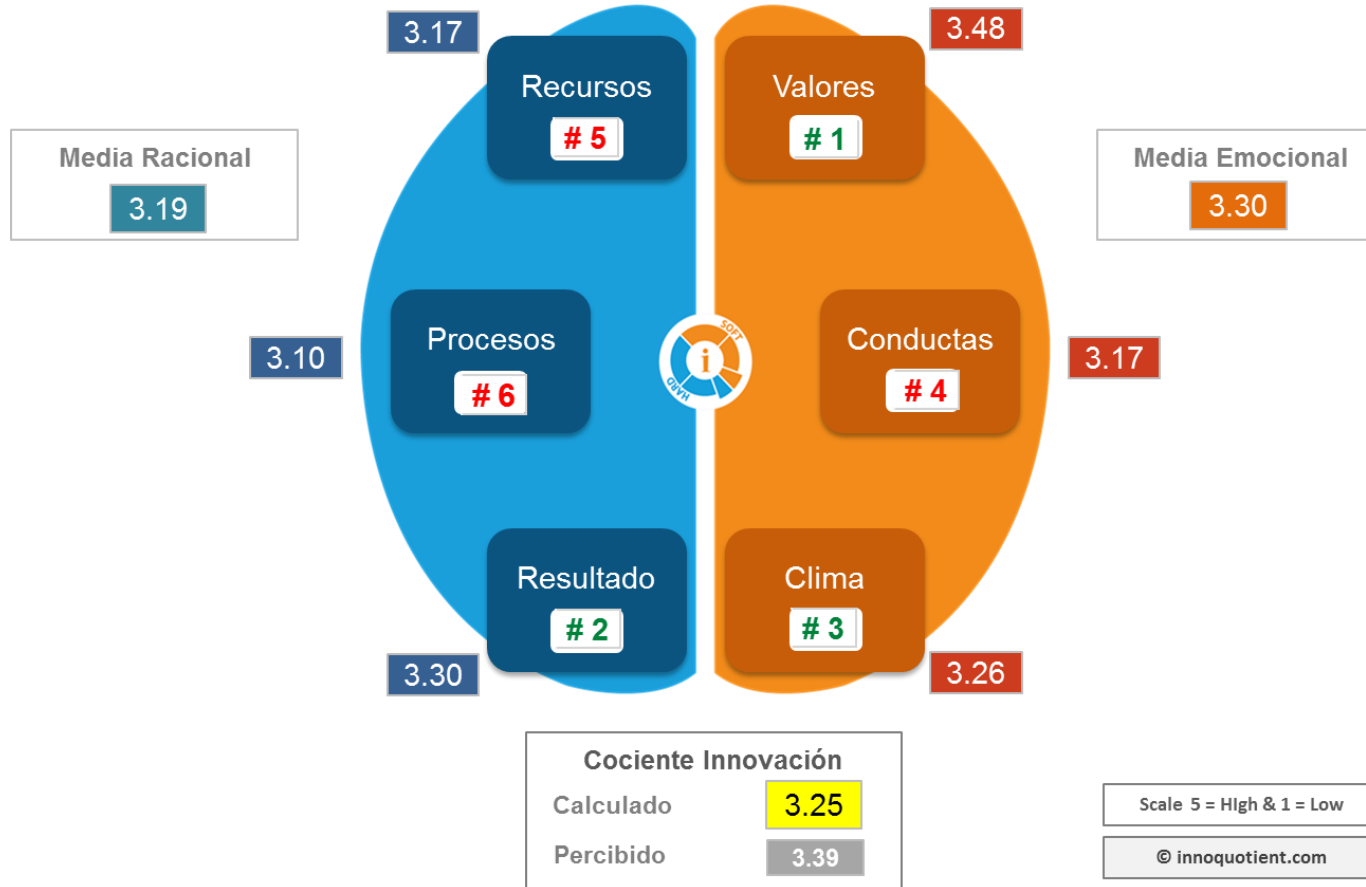 3.17
3.48
Recursos
# 5
Valores
# 1
Media Racional
3.19
Media Emocional
3.30
Procesos
# 6
3.10
SOFT
i
HARD
Conductas
# 4
3.17
Resultado
# 2
3.30
Clima
# 3
3.26
Cociente Innovación
Calculado 3.25
Percibido 3.39
Scale 5 = HIgh & 1 = Low
© innoquotient.com